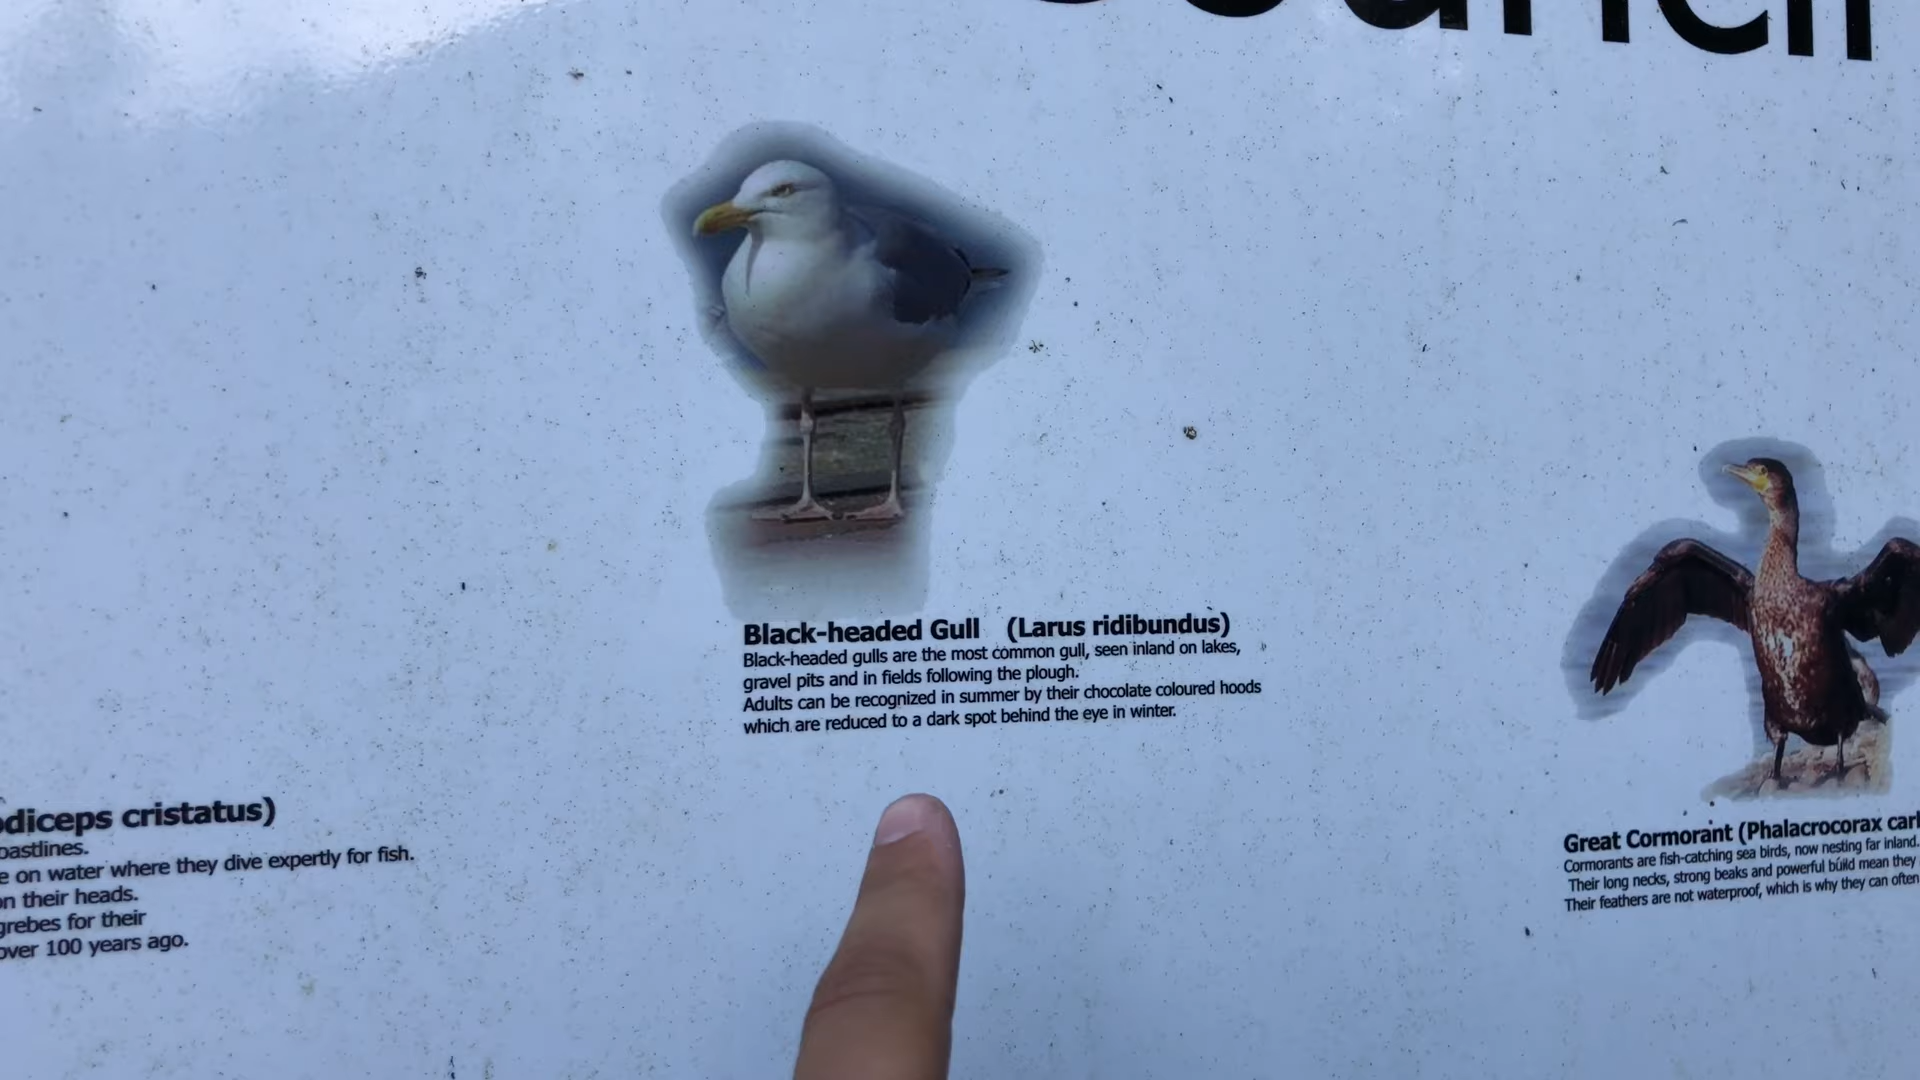 Council
Black-headed Gull (Larus ridibundus)
Black-headed gulls are the most common gull, seen inland on lakes,
gravel pits and in fields following the plough.
Adults can be recognized in summer by their chocolate coloured hoods
which are reduced to a dark spot behind the eye in winter.
cristatus)
on water where they dive expertly for fish.
their heads.
grebes for their
over 100 years ago.
Great Cormorant (Phalacrocorax
Cormorants are fish-catching sea birds, now nesting far inland.
Their long necks, strong beaks and powerful build mean they
Their feathers are not waterproof, which is why they can often